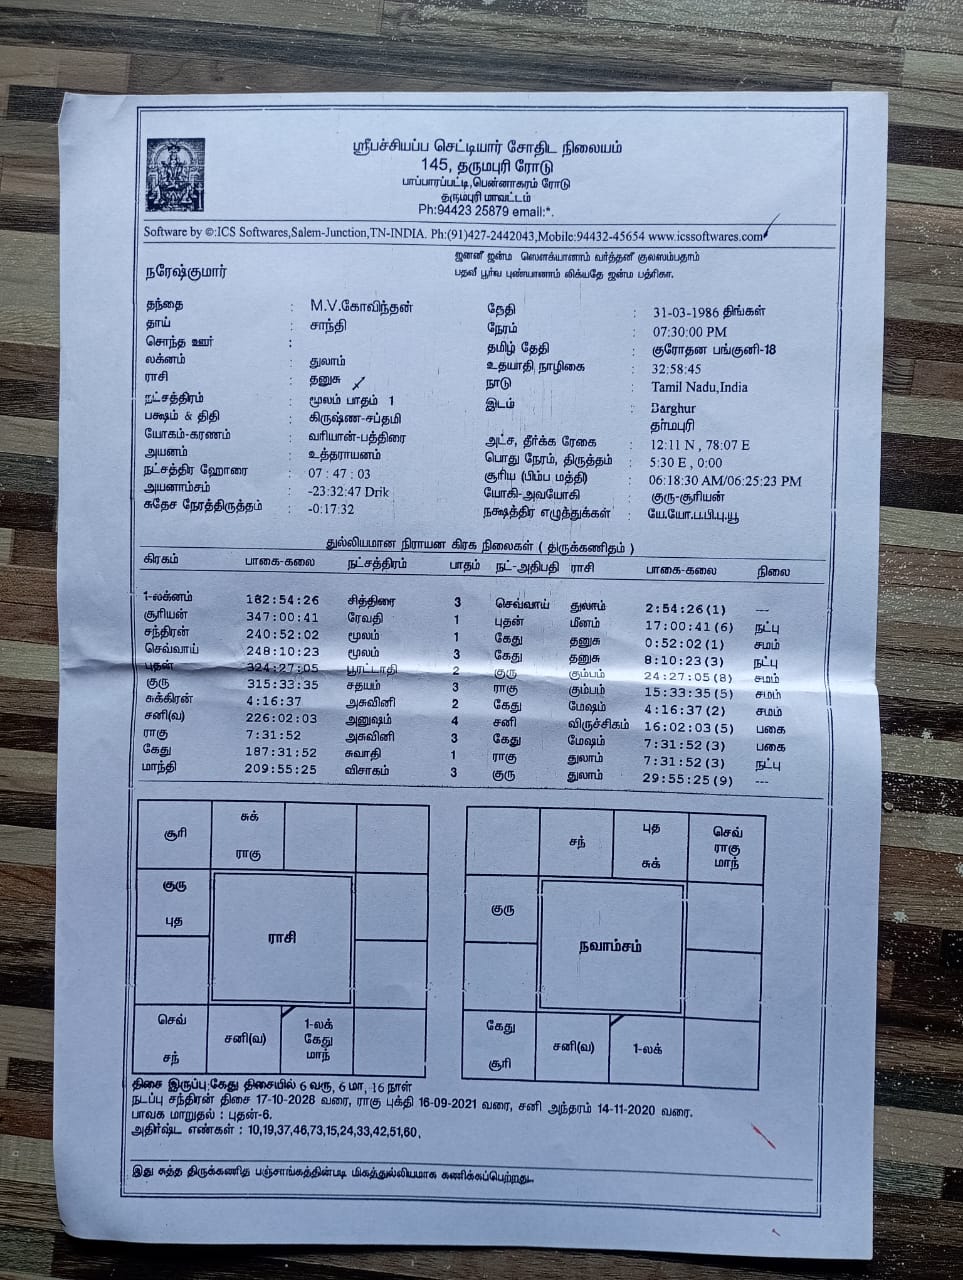 ஸ்ரீபச்சியப்ப செட்டியார் சோதிட நிலையம்
145, தருமபுரி ரோடு
பாப்பாரப்பட்டி,பென்னாகரம் ரோடு
தருமபுரி மாவட்டம்
Ph:94423 25879 email:*.
Software by ©:ICS Softwares,Salem-Junction,TN-INDIA. Ph:(91)427-2442043,Mobile:94432-45654 www.icssoftwares.com
ஜனனீ ஜன்ம ஸௌக்யானாம் வர்த்தனீ குலஸம்பதாம்
பதவீ பூர்வ புண்யானாம் லிக்யதே ஜன்ம பத்ரிகா.
நரேஷ்குமார்
தந்தை : M.V.கோவிந்தன் தேதி : 31-03-1986 திங்கள்
தாய் : சாந்தி நேரம் : 07:30:00 PM
சொந்த ஊர் : தமிழ் தேதி : குரோதன பங்குனி-18
லக்னம் : துலாம் உதயாதி நாழிகை : 32:58:45
ராசி : தனுசு நாடு : Tamil Nadu,India
நட்சத்திரம் : மூலம் பாதம் 1 இடம் : Barghur
பக்ஷம் & திதி : கிருஷ்ண-சப்தமி தர்மபுரி
யோகம்-கரணம் : வரியான்-பத்திரை அட்ச, தீர்க்க ரேகை : 12:11 N , 78:07 E
அயனம் : உத்தராயனம் பொது நேரம், திருத்தம் : 5:30 E , 0:00
நட்சத்திர ஹோரை : 07 : 47 : 03 சூரிய (பிம்ப மத்தி) : 06:18:30 AM/06:25:23 PM
அயனாம்சம் : -23:32:47 Drik யோகி-அவயோகி : குரு-சூரியன்
சுதேச நேரத்திருத்தம் : -0:17:32 நக்ஷத்திர எழுத்துக்கள் : யே.யோ.ப.பி.பு.யூ
துல்லியமான நிராயன கிரக நிலைகள் ( திருக்கணிதம் )
கிரகம் பாகை-கலை நட்சத்திரம் பாதம் நட்-அதிபதி ராசி பாகை-கலை நிலை
1-லக்னம் 182:54:26 சித்திரை 3 செவ்வாய் துலாம் 2:54:26(1) ---
சூரியன் 347:00:41 ரேவதி 1 புதன் மீனம் 17:00:41(6) நட்பு
சந்திரன் 240:52:02 மூலம் 1 கேது தனுசு 0:52:02(1) சமம்
செவ்வாய் 248:10:23 மூலம் 3 கேது தனுசு 8:10:23(3) நட்பு
புதன் 324:27:05 பூரட்டாதி 2 குரு கும்பம் 24:27:05(8) சமம்
குரு 315:33:35 சதயம் 3 ராகு கும்பம் 15:33:35(5) சமம்
சுக்கிரன் 4:16:37 அசுவினி 2 கேது மேஷம் 4:16:37(2) சமம்
சனி(வ) 226:02:03 அனுஷம் 4 சனி விருச்சிகம் 16:02:03(5) பகை
ராகு 7:31:52 அசுவினி 3 கேது மேஷம் 7:31:52(3) பகை
கேது 187:31:52 சுவாதி 1 ராகு துலாம் 7:31:52(3) நட்பு
மாந்தி 209:55:25 விசாகம் 3 குரு துலாம் 29:55:25(9) ---
சூரி
சுக்
ராகு
குரு
புத
ராசி
செவ்
சந்
சனி(வ)
1-லக்
கேது
மாந்
சந்
புத
சுக்
செவ்
ராகு
மாந்
குரு
நவாம்சம்
கேது
சூரி
சனி(வ)
1-லக்
திசை இருப்பு:கேது திசையில் 6 வரு, 6 மா, 16 நாள்
நடப்பு சந்திரன் திசை 17-10-2028 வரை, ராகு புக்தி 16-09-2021 வரை, சனி அந்தரம் 14-11-2020 வரை.
பாவக மாறுதல் : புதன்-6.
அதிர்ஷ்ட எண்கள் : 10,19,37,46,73,15,24,33,42,51,60,
இது சுத்த திருக்கணித பஞ்சாங்கத்தின்படி மிகத்துல்லியமாக கணிக்கப்பெற்றது.